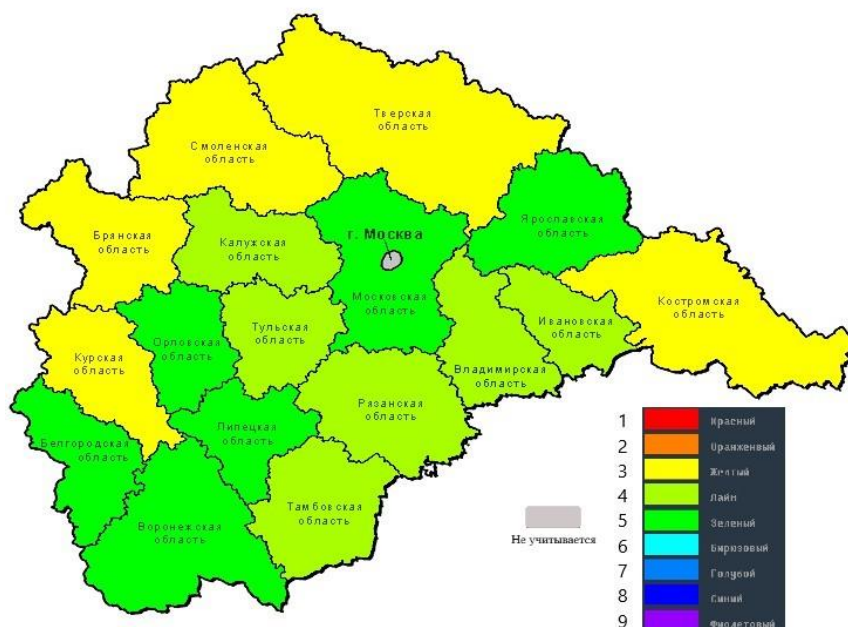 Тверская
область
Смоленская
область
Ярославская
область
Брянская
область
Калужская
область
г. Москва
Московская
область
Костромская
область
Ивановская
область
Владимирская
область
Тульская
область
Орловская
область
Курская
область
Рязанская
область
Липецкая
область
Белгородская
область
Тамбовская
область
Воронежская
область
Не учитывается
1 Красный
2 Оранжевый
3 Желтый
4 Лайм
5 Зеленый
6 Бирюзовый
7 Голубой
8 Синий
9 Фиолетовый